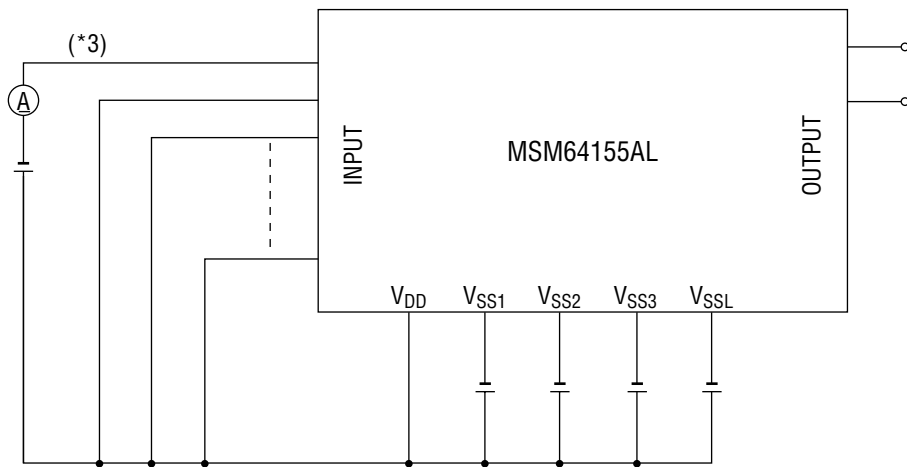 (*3)
A
INPUT
MSM64155AL
OUTPUT
VDD VSS1 VSS2 VSS3 VSSL